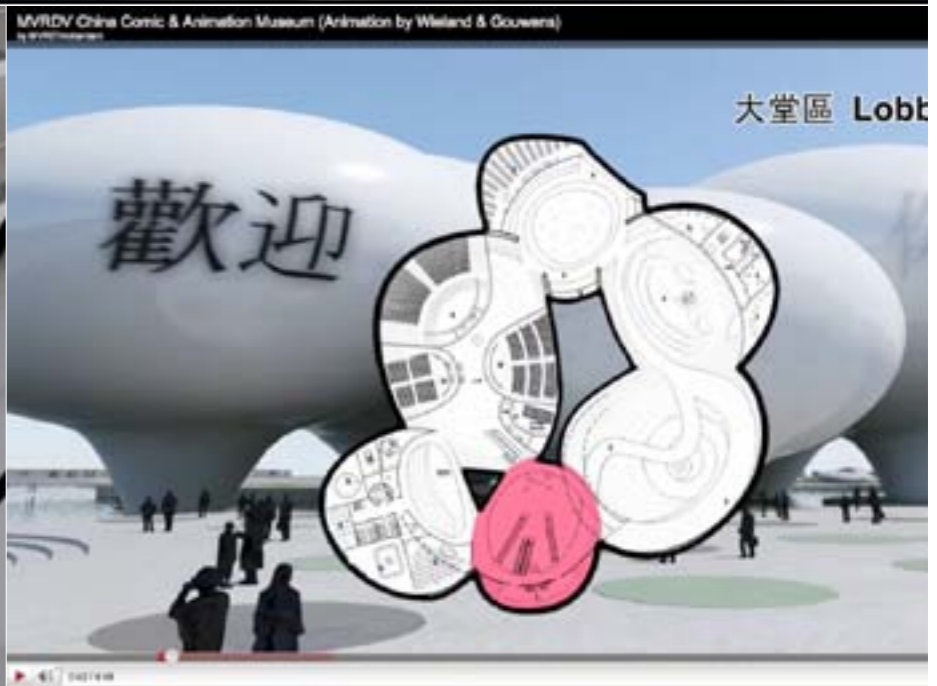 MVRDV China Comic & Animation Museum (Animation by Wieland & Gouwens)
大堂區 Lobb
歡迎